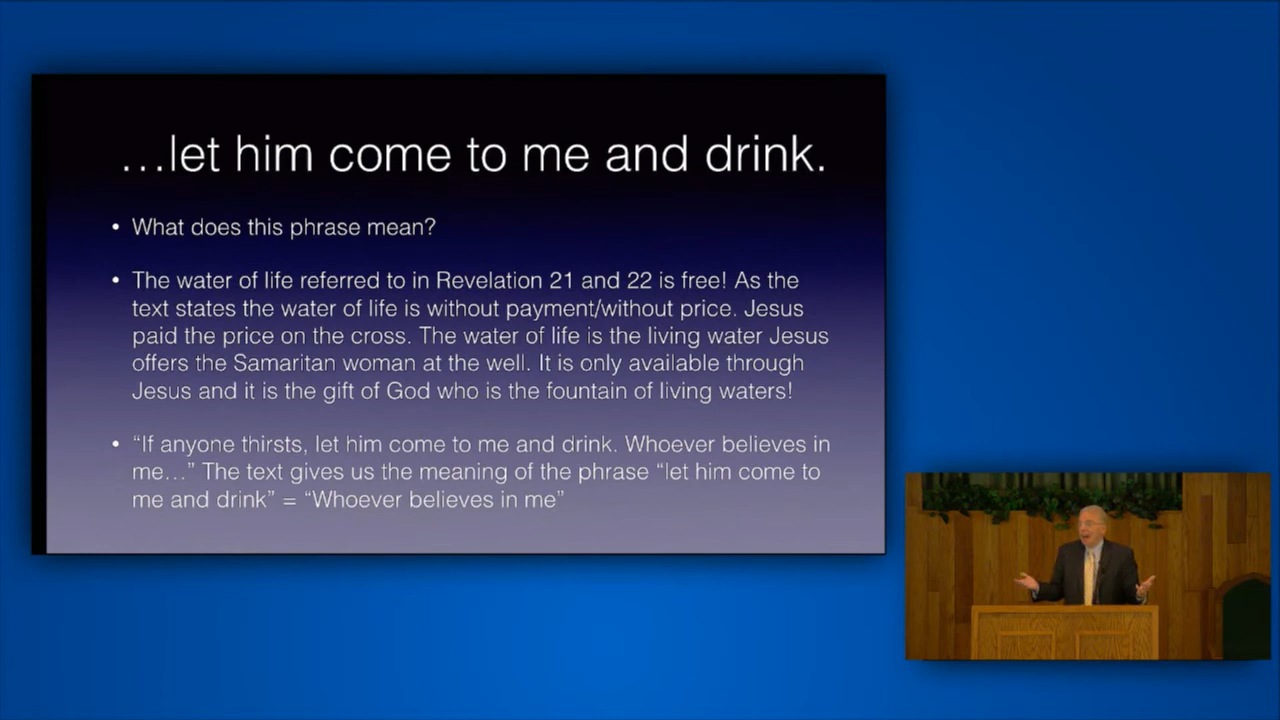 …let him come to me and drink.
• What does this phrase mean?
• The water of life referred to in Revelation 21 and 22 is free! As the
text states the water of life is without payment/without price. Jesus
paid the price on the cross. The water of life is the living water Jesus
offers the Samaritan woman at the well. It is only available through
Jesus and it is the gift of God who is the fountain of living waters!
• “If anyone thirsts, let him come to me and drink. Whoever believes in
me…” The text gives us the meaning of the phrase “let him come to
me and drink” = “Whoever believes in me”